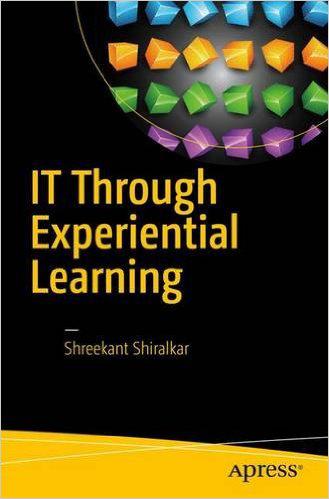 IT Through
Experiential
Learning
—
Shreekant Shiralkar
APRESS®